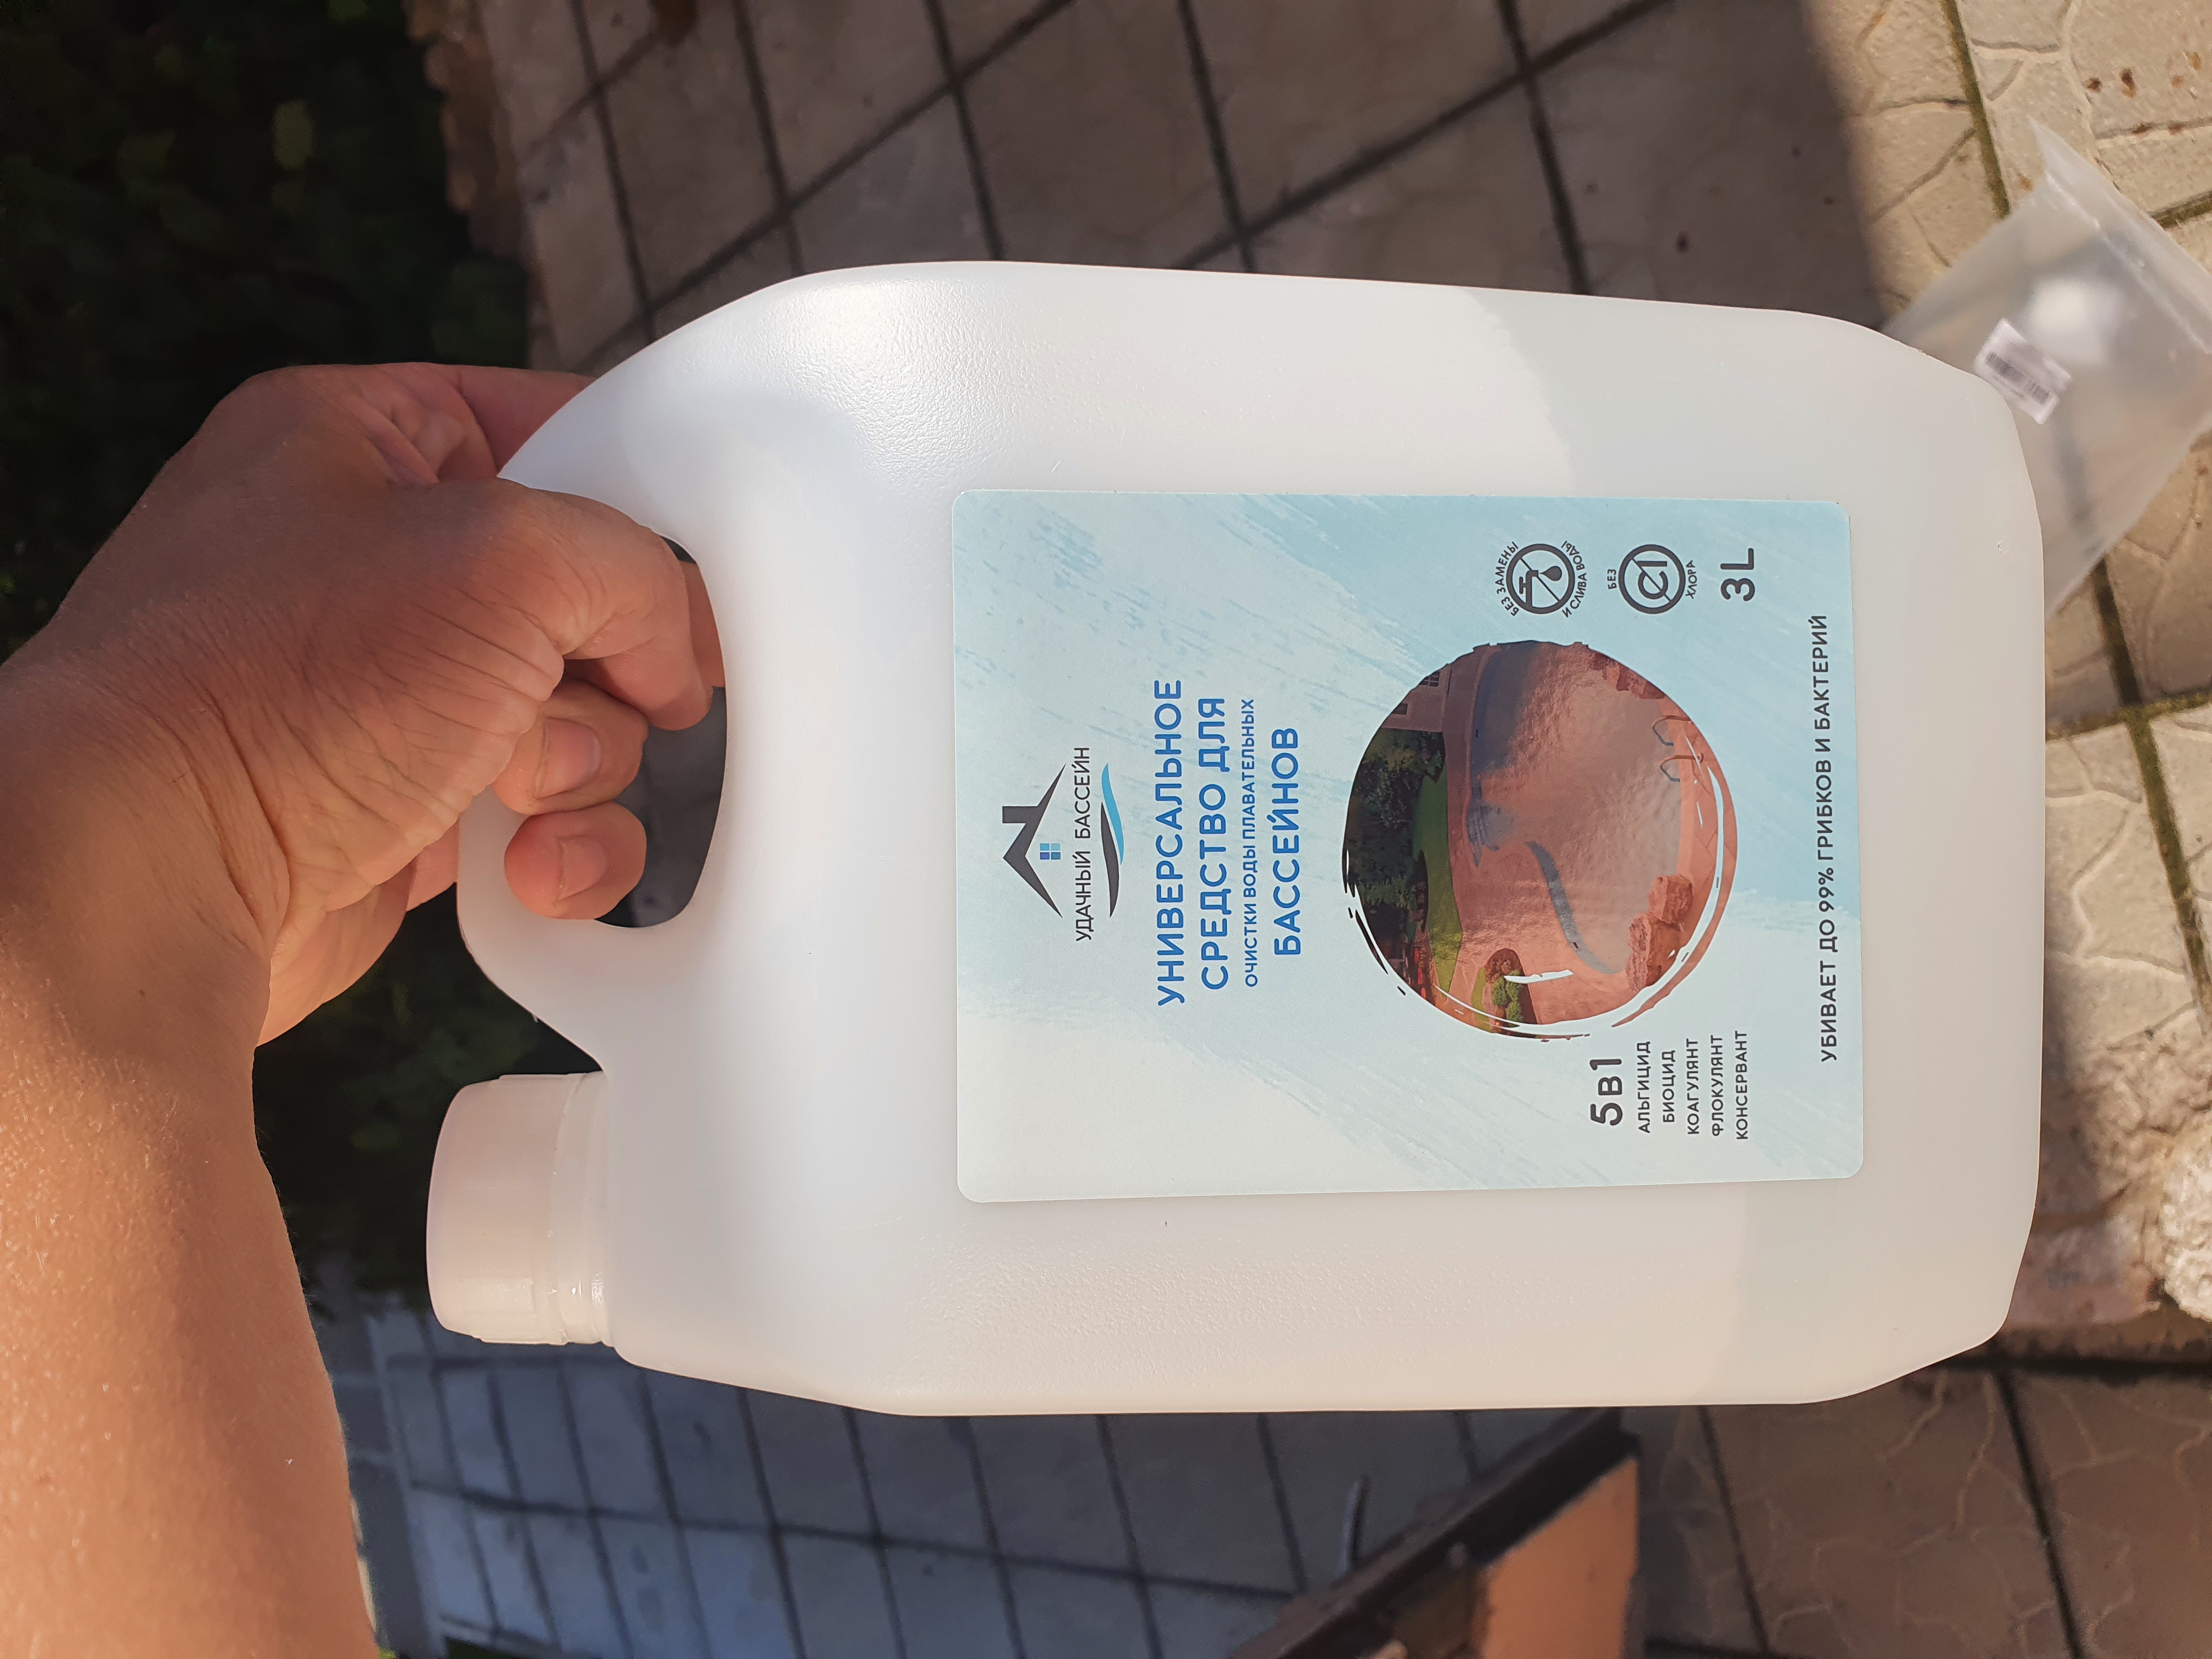 УДАЧНЫЙ БАССЕЙН
УНИВЕРСАЛЬНОЕ
СРЕДСТВО ДЛЯ
ОЧИСТКИ ВОДЫ ПЛАВАТЕЛЬНЫХ
БАССЕЙНОВ
5в1
АЛЬГИЦИД
БИОЦИД
КОАГУЛЯНТ
ФЛОКУЛЯНТ
КОНСЕРВАНТ
БЕЗ ЗАМЕНЫ
И СЛИВА ВОДЫ
БЕЗ
Cl
ХЛОРА
3L
УБИВАЕТ ДО 99% ГРИБКОВ И БАКТЕРИЙ